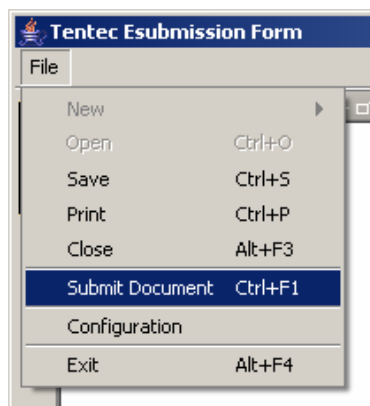 Tentec Esubmission Form
File
New
Open Ctrl+O
Save Ctrl+S
Print Ctrl+P
Close Alt+F3
Submit Document Ctrl+F1
Configuration
Exit Alt+F4